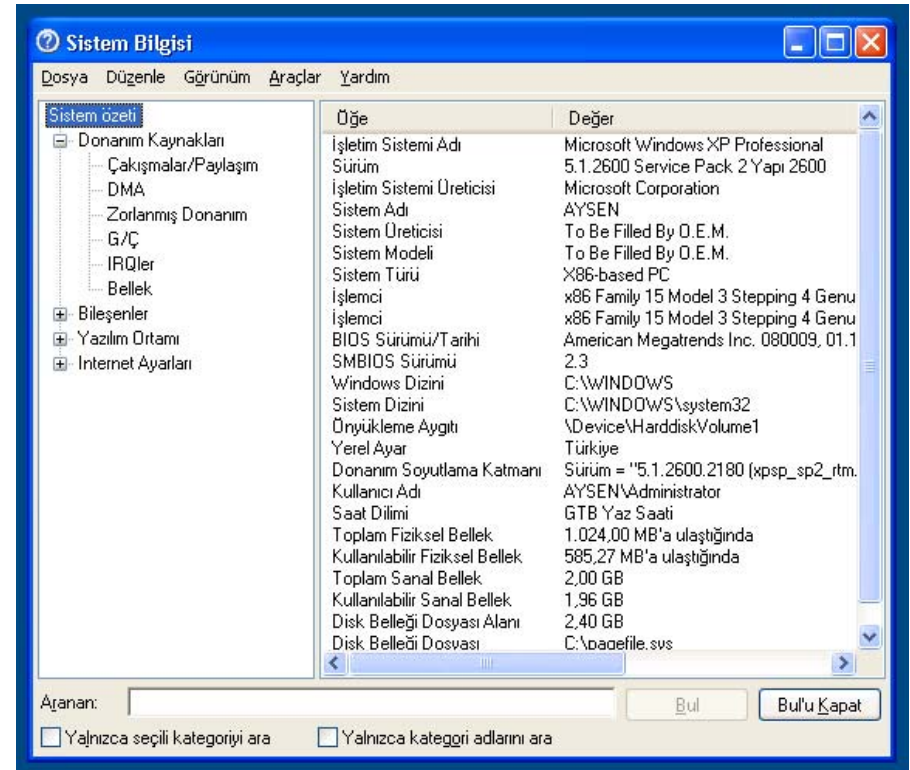 Sistem Bilgisi
Dosya Düzenle Görünüm Araçlar Yardım
Sistem özeti
Donanım Kaynakları
Çakışmalar/Paylaşım
DMA
Zorlanmış Donanım
G/Ç
IRQler
Bellek
Bileşenler
Yazılım Ortamı
Internet Ayarları
Öğe Değer
İşletim Sistemi Adı Microsoft Windows XP Professional
Sürüm 5.1.2600 Service Pack 2 Yapı 2600
İşletim Sistemi Üreticisi Microsoft Corporation
Sistem Adı AYSEN
Sistem Üreticisi To Be Filled By O.E.M.
Sistem Modeli To Be Filled By O.E.M.
Sistem Türü X86-based PC
İşlemci x86 Family 15 Model 3 Stepping 4 Genu
İşlemci x86 Family 15 Model 3 Stepping 4 Genu
BIOS Sürümü/Tarihi American Megatrends Inc. 080009, 01.1
SMBIOS Sürümü 2.3
Windows Dizini C:\WINDOWS
Sistem Dizini C:\WINDOWS\system32
Önyükleme Aygıtı \Device\HarddiskVolume1
Yerel Ayar Türkiye
Donanım Soyutlama Katmanı Sürüm = "5.1.2600.2180 (xpsp_sp2_rtm.
Kullanıcı Adı AYSEN\Administrator
Saat Dilimi GTB Yaz Saati
Toplam Fiziksel Bellek 1.024,00 MB'a ulaştığında
Kullanılabilir Fiziksel Bellek 585,27 MB'a ulaştığında
Toplam Sanal Bellek 2,00 GB
Kullanılabilir Sanal Bellek 1,96 GB
Disk Belleği Dosyası Alanı 2,40 GB
Disk Belleği Dosyası C:\pagefile.sys
Aranan: Bul Bul'u Kapat
Yalnızca seçili kategoriyi ara Yalnızca kategori adlarını ara